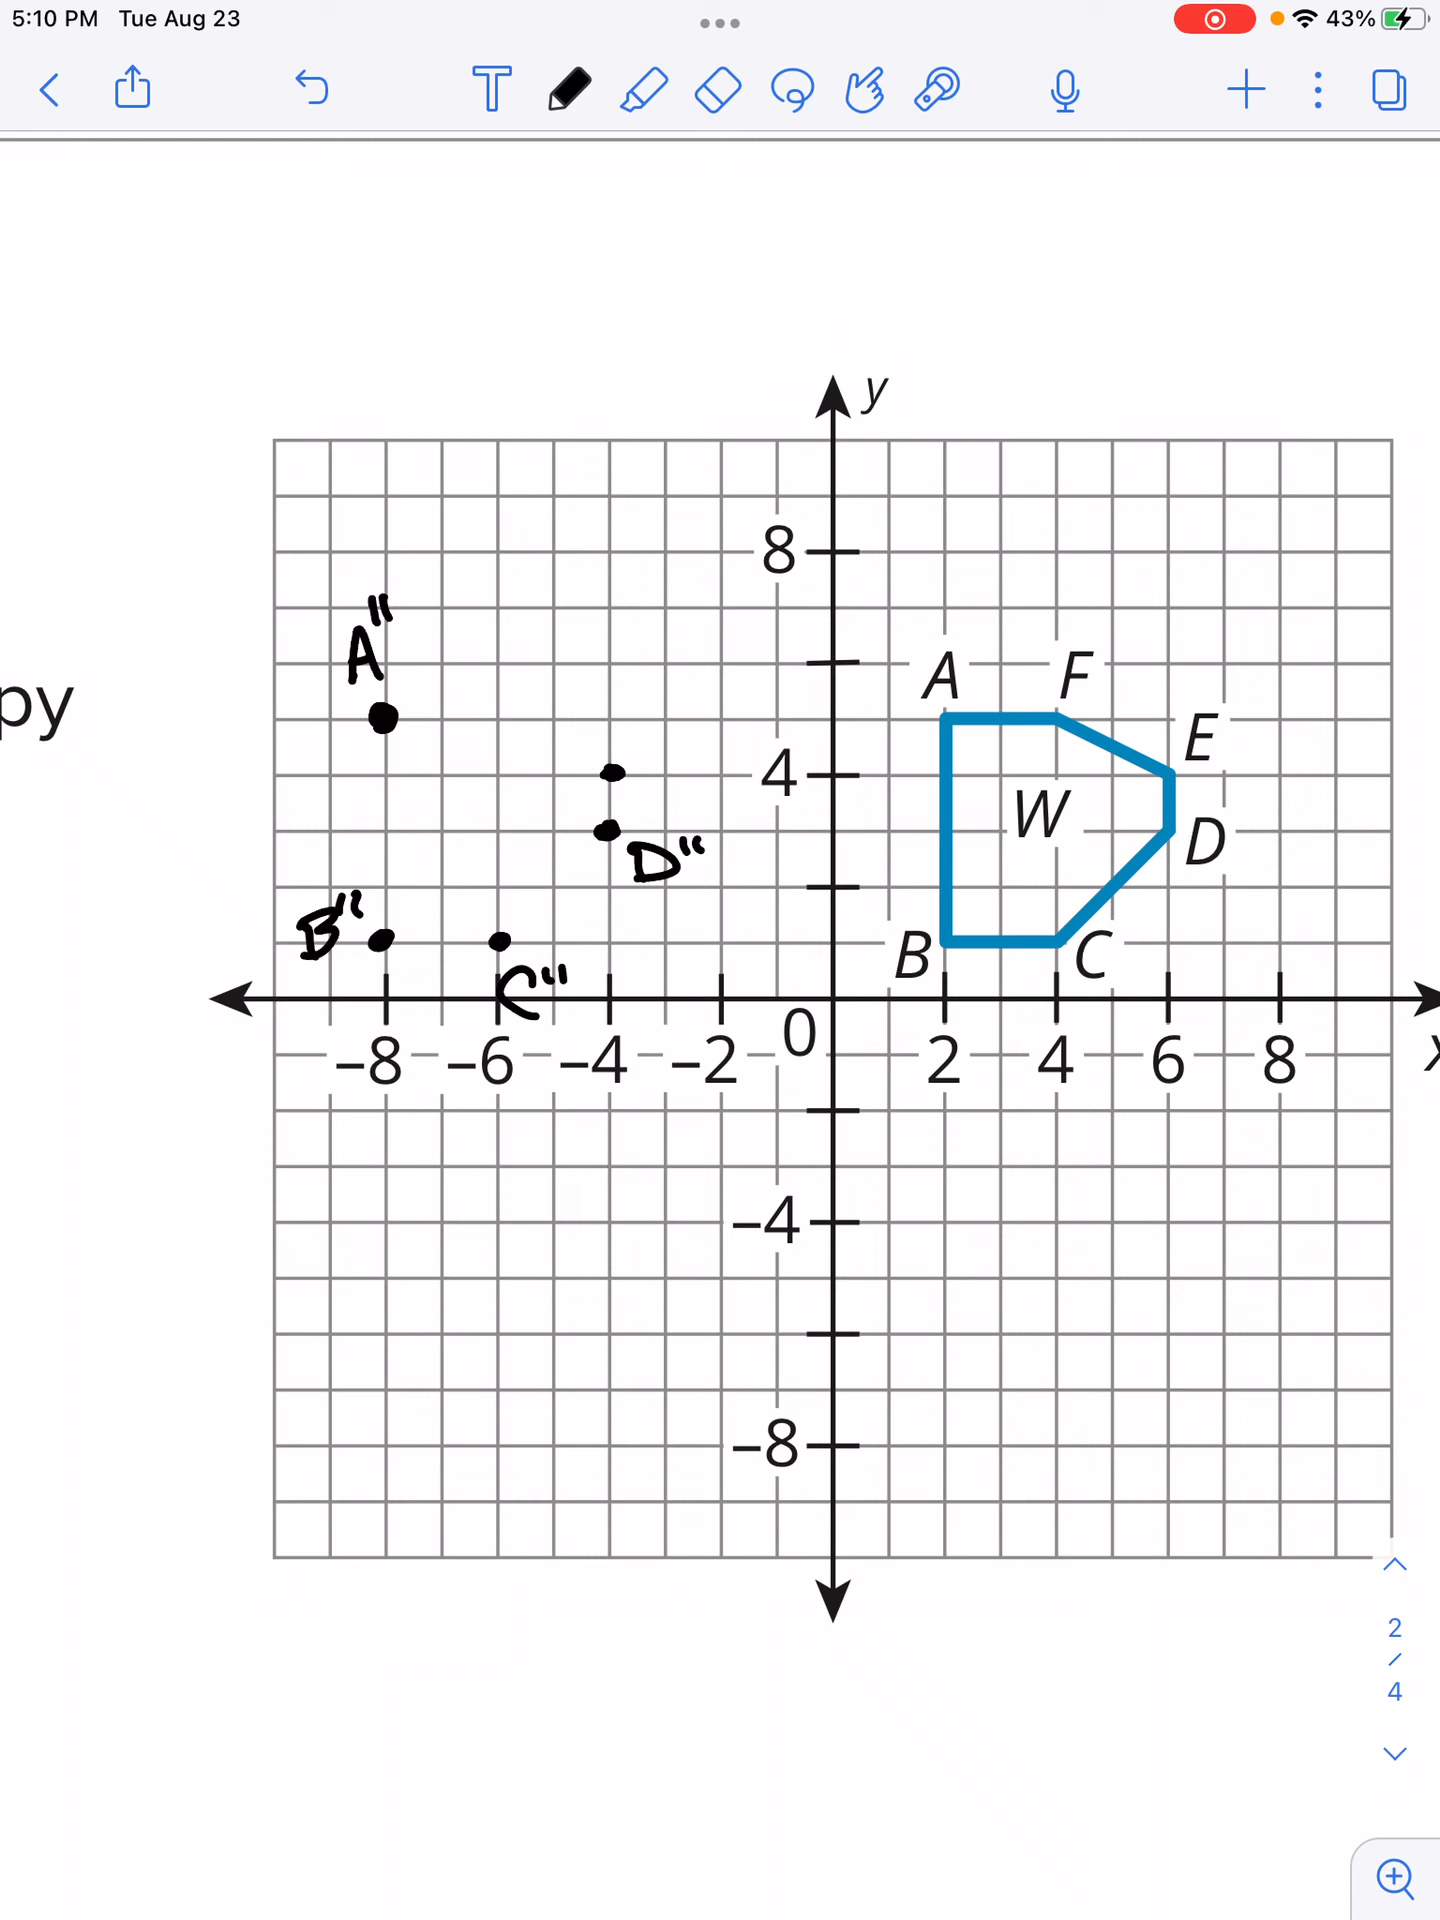 5:10 PM Tue Aug 23
43%
T
y
8
A"
A F
py
E
4
W
D
D"
B"
B C
C"
0
–8 –6 –4 –2 2 4 6 8
–4
–8
2
/
4